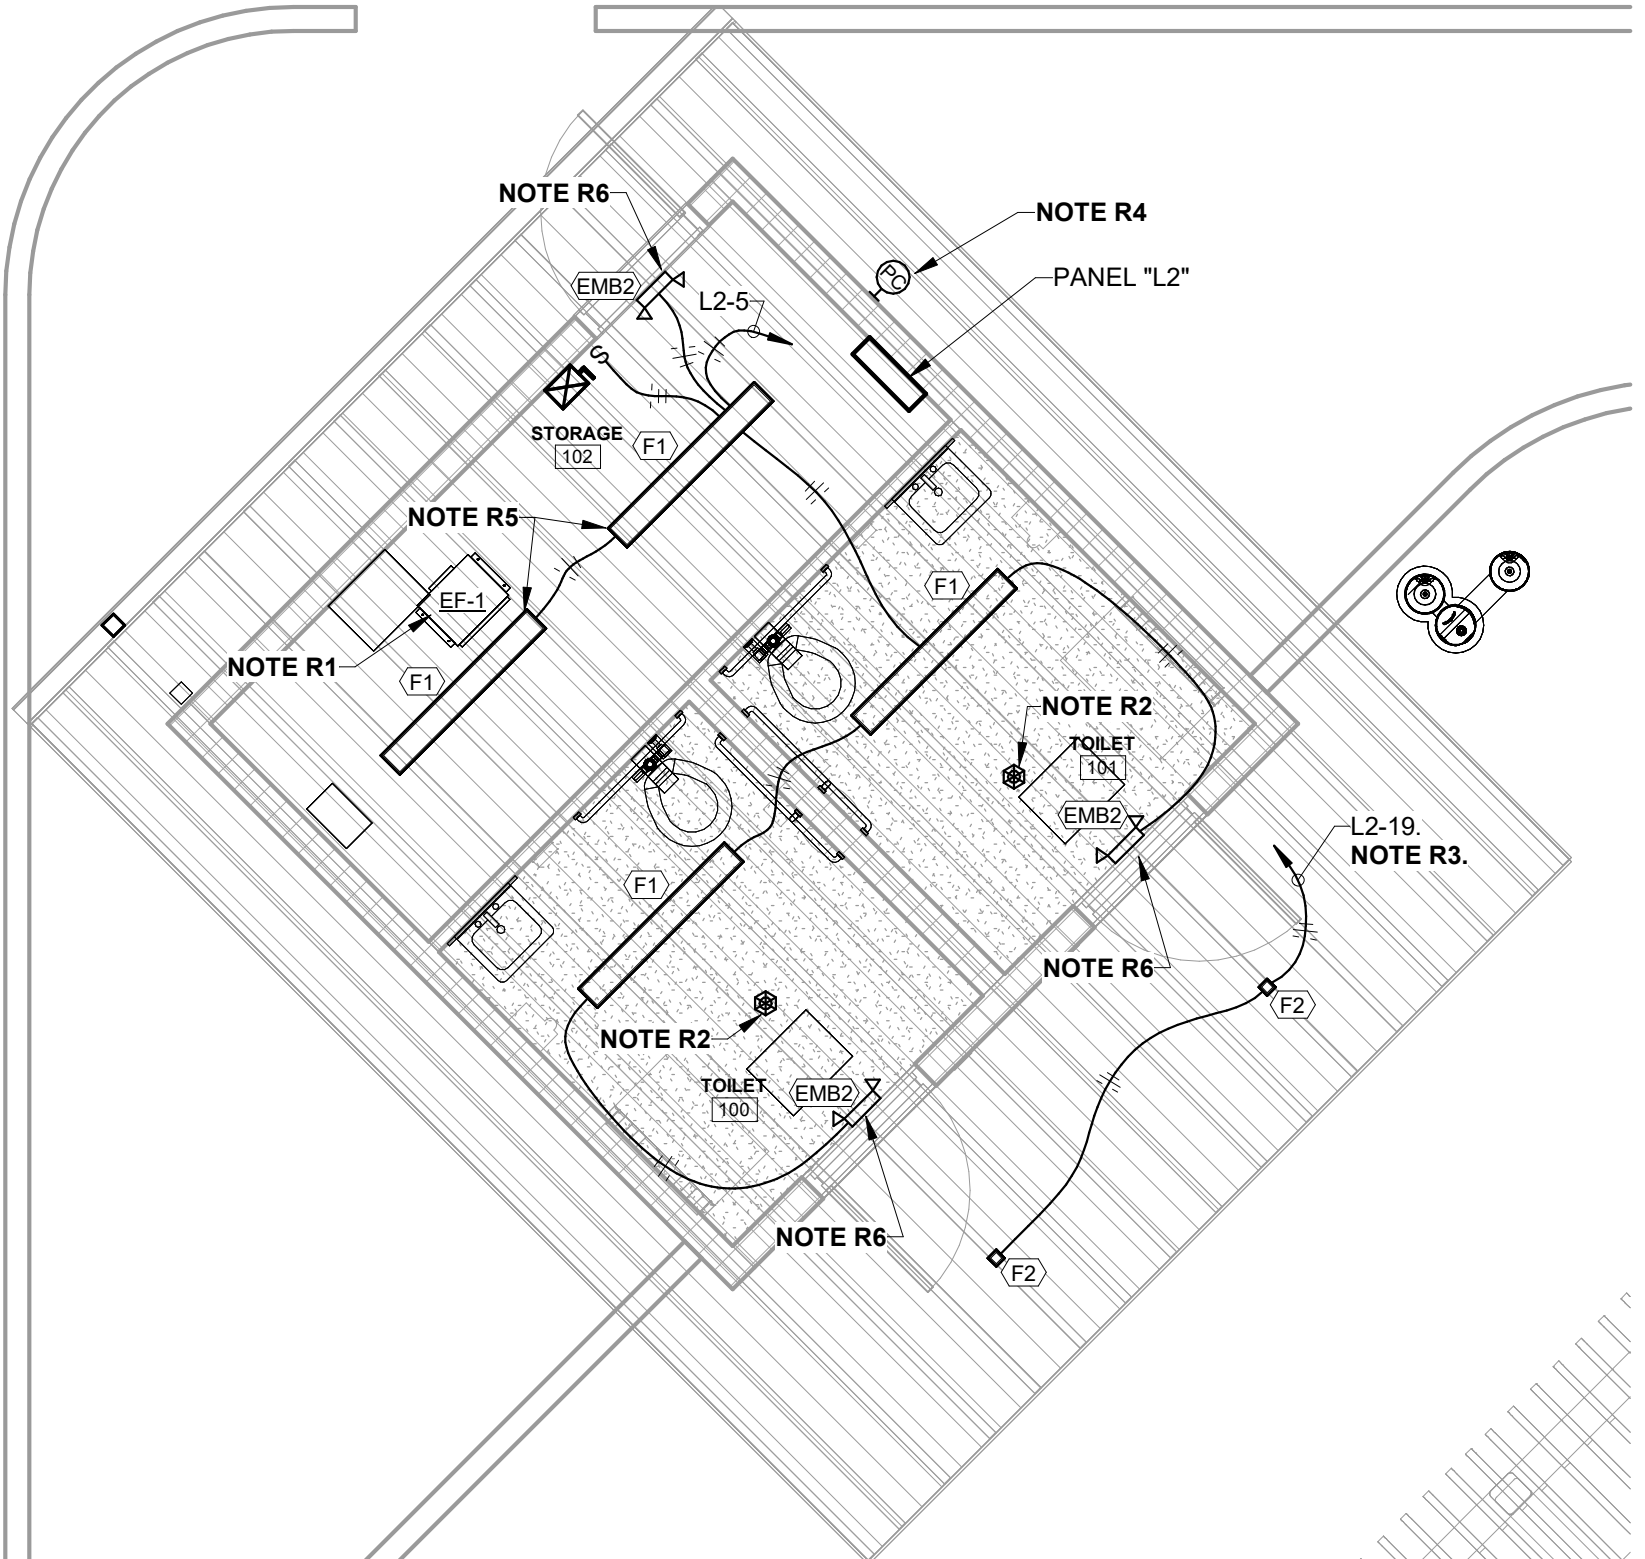 NOTE R6
NOTE R4
PC
EMB2
PANEL "L2"
L2-5
S
STORAGE
102
F1
NOTE R5
EF-1
F1
NOTE R1
F1
NOTE R2
TOILET
101
EMB2
L2-19.
NOTE R3.
F1
NOTE R6
F2
NOTE R2
TOILET
100
EMB2
NOTE R6
F2